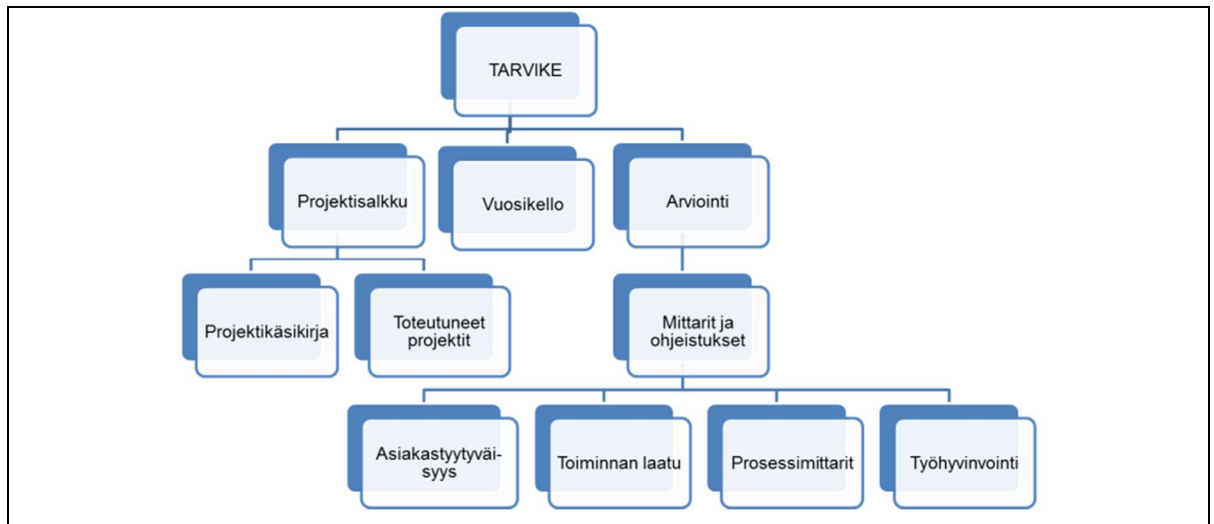 TARVIKE
Projektisalkku
Vuosikello
Arviointi
Projektikäsikirja
Toteutuneet
projektit
Mittarit ja
ohjeistukset
Asiakastyytyväi-
syys
Toiminnan laatu
Prosessimittarit
Työhyvinvointi